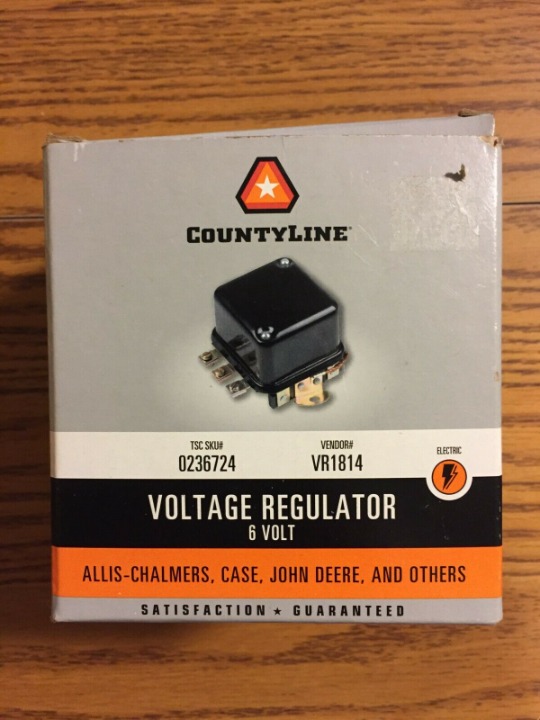 COUNTYLINE
TSC SKU# VENDOR# ELECTRIC
0236724 VR1814
VOLTAGE REGULATOR
6 VOLT
ALLIS-CHALMERS, CASE, JOHN DEERE, AND OTHERS
SATISFACTION ★ GUARANTEED